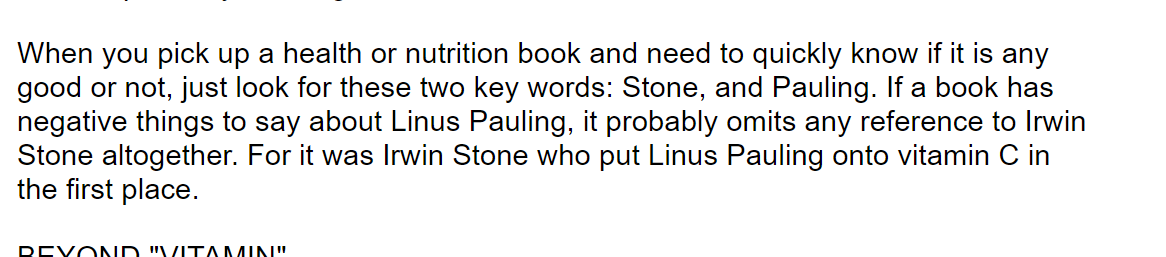 When you pick up a health or nutrition book and need to quickly know if it is any
good or not, just look for these two key words: Stone, and Pauling. If a book has
negative things to say about Linus Pauling, it probably omits any reference to Irwin
Stone altogether. For it was Irwin Stone who put Linus Pauling onto vitamin C in
the first place.
BEYOND "VITAMIN"